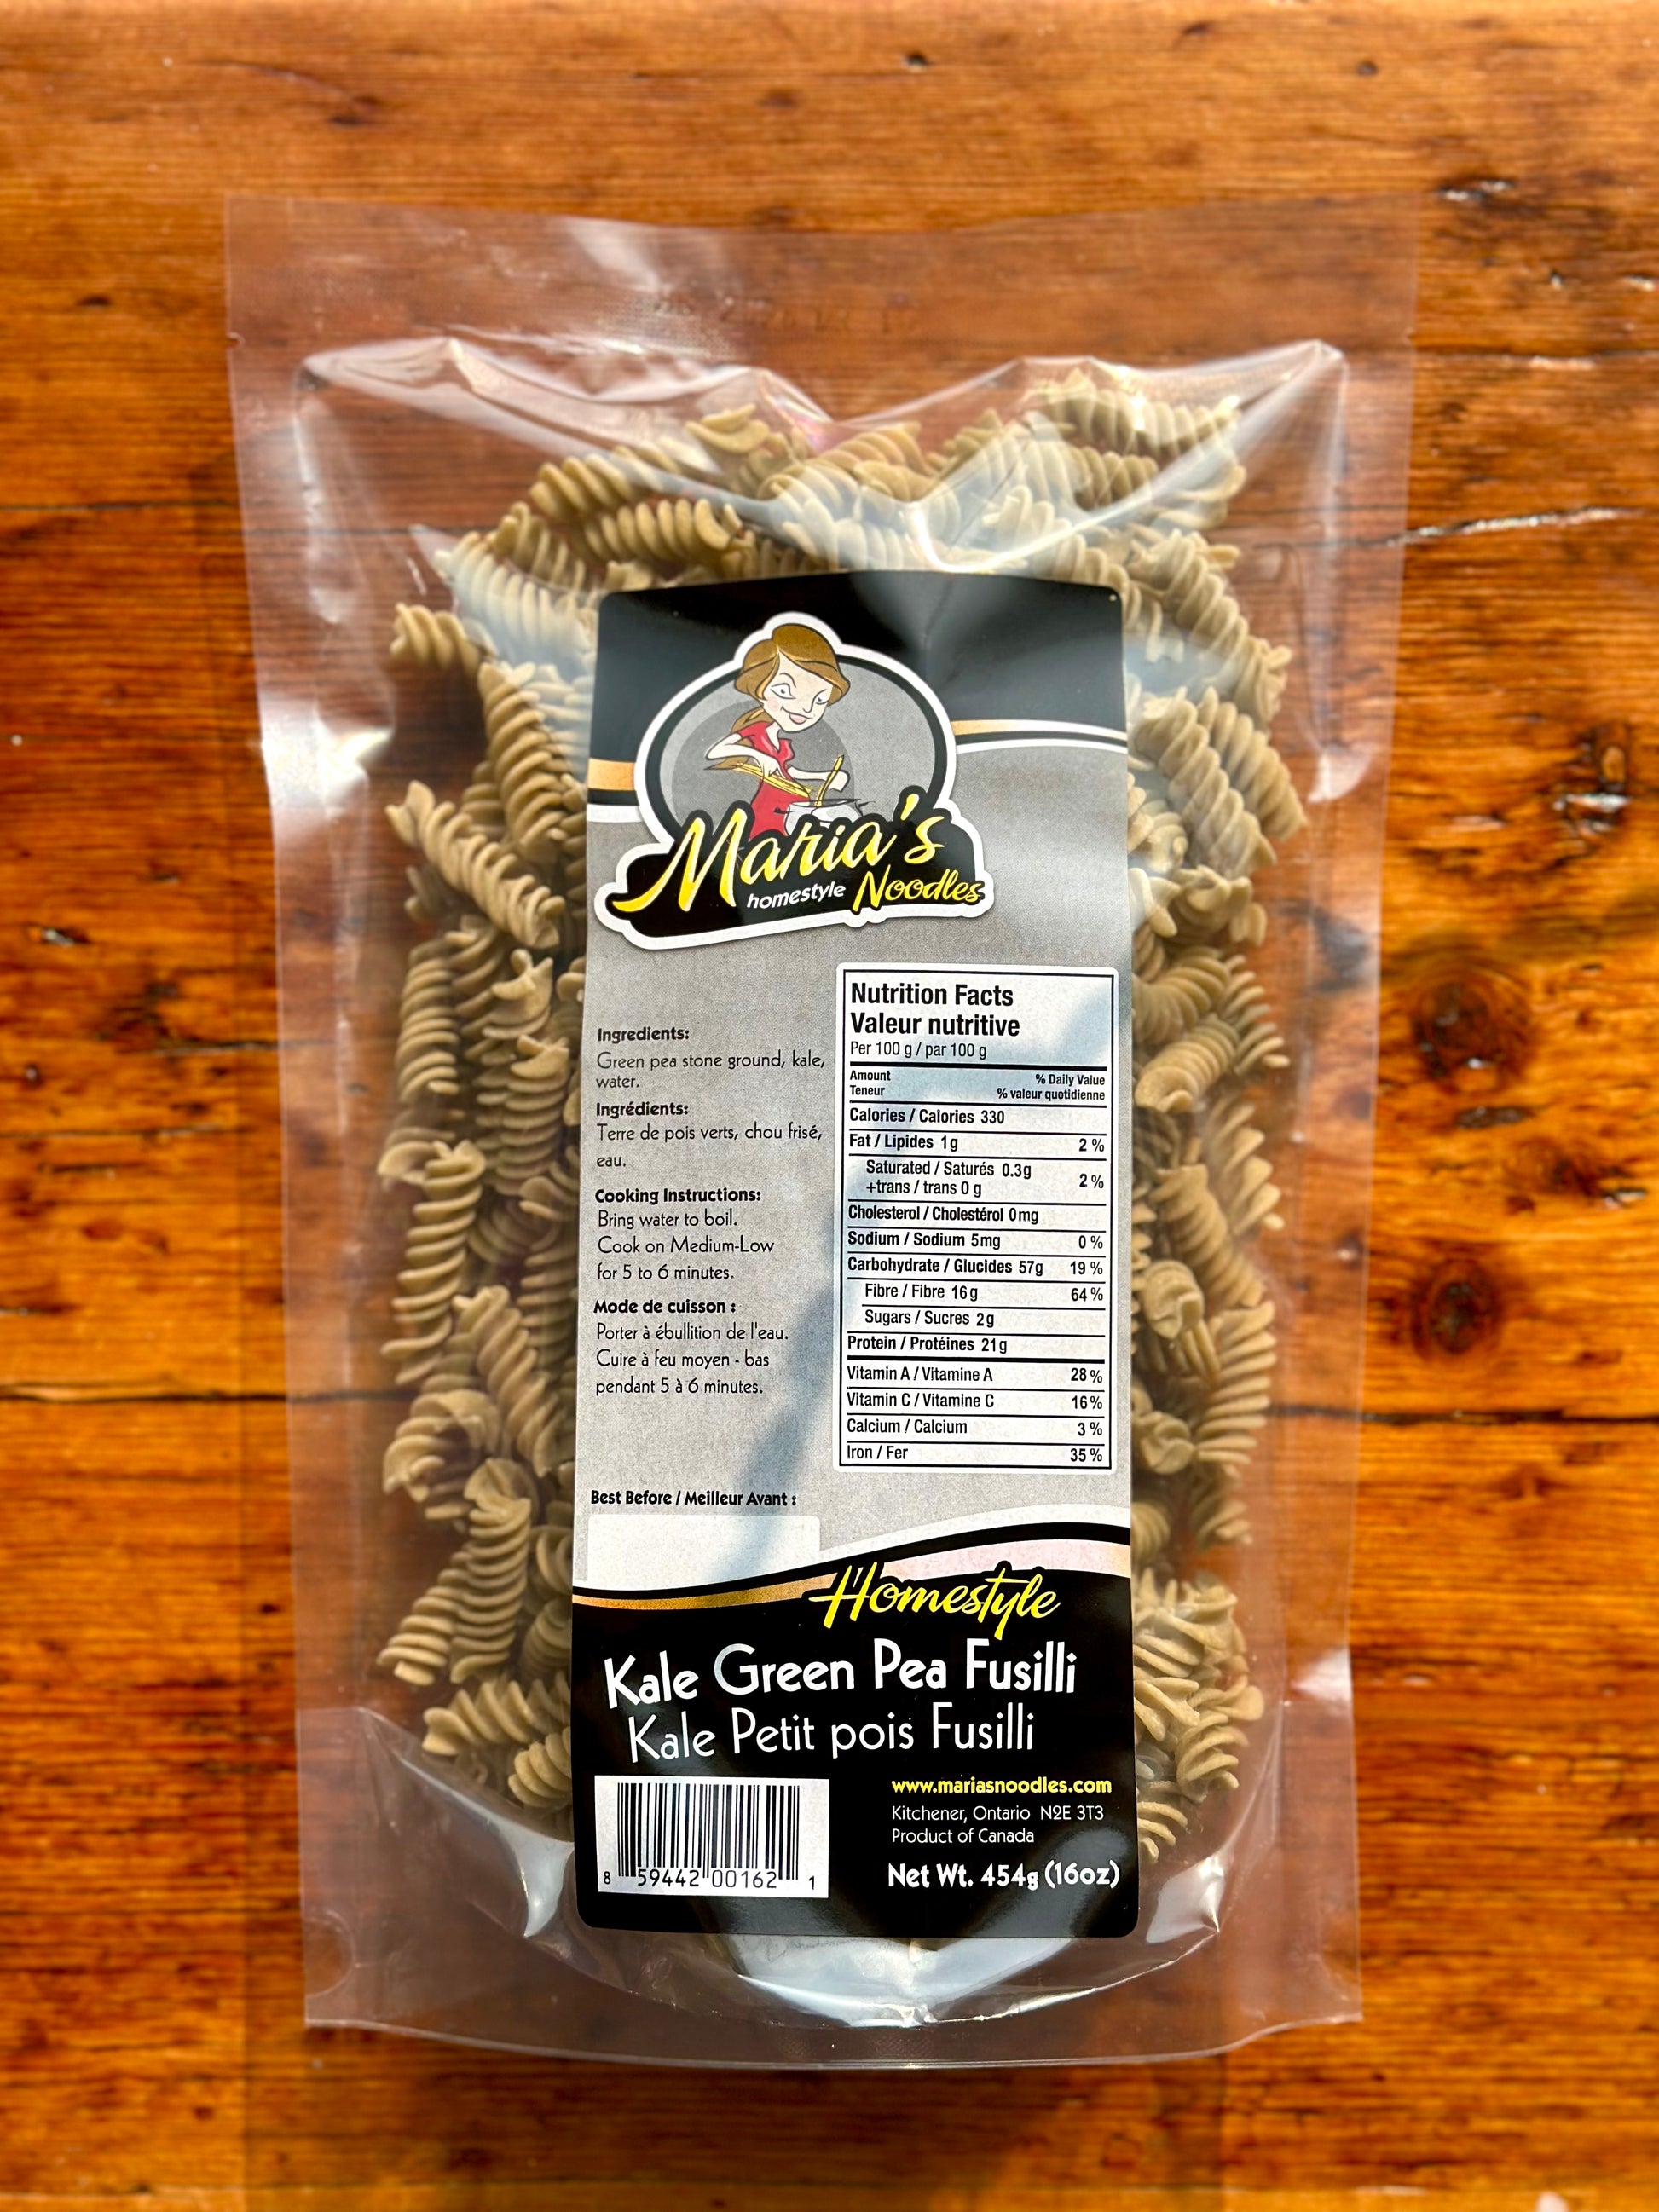 Maria's
homestyle Noodles
Ingredients:
Green pea stone ground, kale,
water.
Ingrédients:
Terre de pois verts, chou frisé,
eau.
Cooking Instructions:
Bring water to boil.
Cook on Medium-Low
for 5 to 6 minutes.
Mode de cuisson :
Porter à ébullition de l'eau.
Cuire à feu moyen - bas
pendant 5 à 6 minutes.
Best Before / Meilleur Avant :
Nutrition Facts
Valeur nutritive
Per 100 g / par 100 g
Amount % Daily Value
Teneur % valeur quotidienne
Calories / Calories 330
Fat / Lipides 1g 2 %
Saturated / Saturés 0.3g
+trans / trans 0 g 2 %
Cholesterol / Cholestérol 0mg
Sodium / Sodium 5mg 0 %
Carbohydrate / Glucides 57g 19 %
Fibre / Fibre 16g 64 %
Sugars / Sucres 2g
Protein / Protéines 21g
Vitamin A / Vitamine A 28 %
Vitamin C / Vitamine C 16 %
Calcium / Calcium 3 %
Iron / Fer 35 %
Homestyle
Kale Green Pea Fusilli
Kale Petit pois Fusilli
8 59442 00162 1
www.mariasnoodles.com
Kitchener, Ontario N2E 3T3
Product of Canada
Net Wt. 454g (16oz)